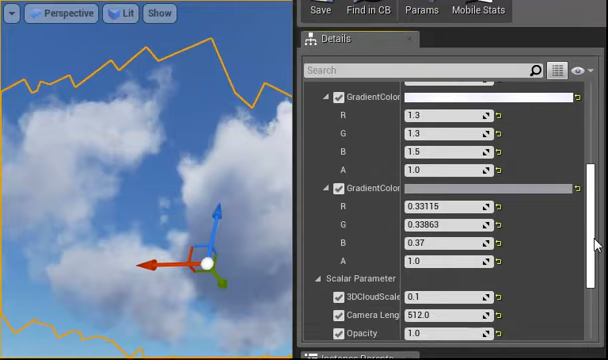 Perspective Lit Show
Save Find in CB Params Mobile Stats
Details
Search
GradientColor
R 1.3
G 1.3
B 1.5
A 1.0
GradientColor
R 0.33115
G 0.33863
B 0.37
A 1.0
Scalar Parameter
3DCloudScale 0.1
Camera Leng 512.0
Opacity 1.0
Instance Parents